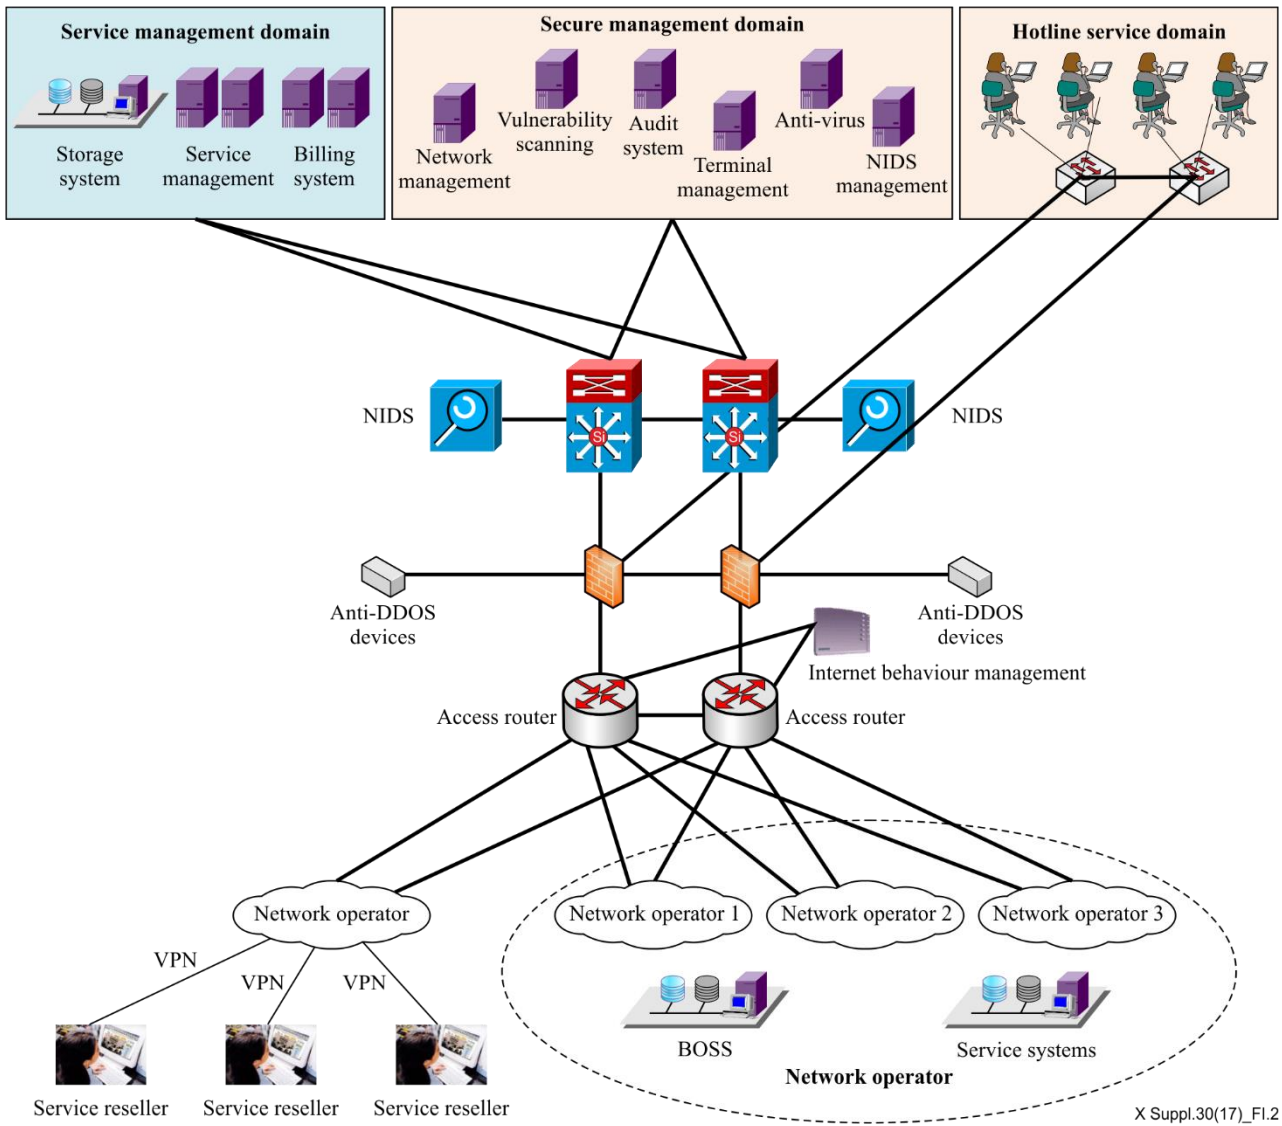 Service management domain
Secure management domain
Hotline service domain
Storage
system
Service
management
Billing
system
Network
management
Vulnerability
scanning
Audit
system
Terminal
management
Anti-virus
NIDS
management
NIDS
Si
Si
NIDS
Anti-DDOS
devices
Anti-DDOS
devices
Internet behaviour management
Access router
Access router
Network operator
Network operator 1
Network operator 2
Network operator 3
VPN
VPN
VPN
BOSS
Service systems
Network operator
Service reseller
Service reseller
Service reseller
X Suppl.30(17)_FI.2